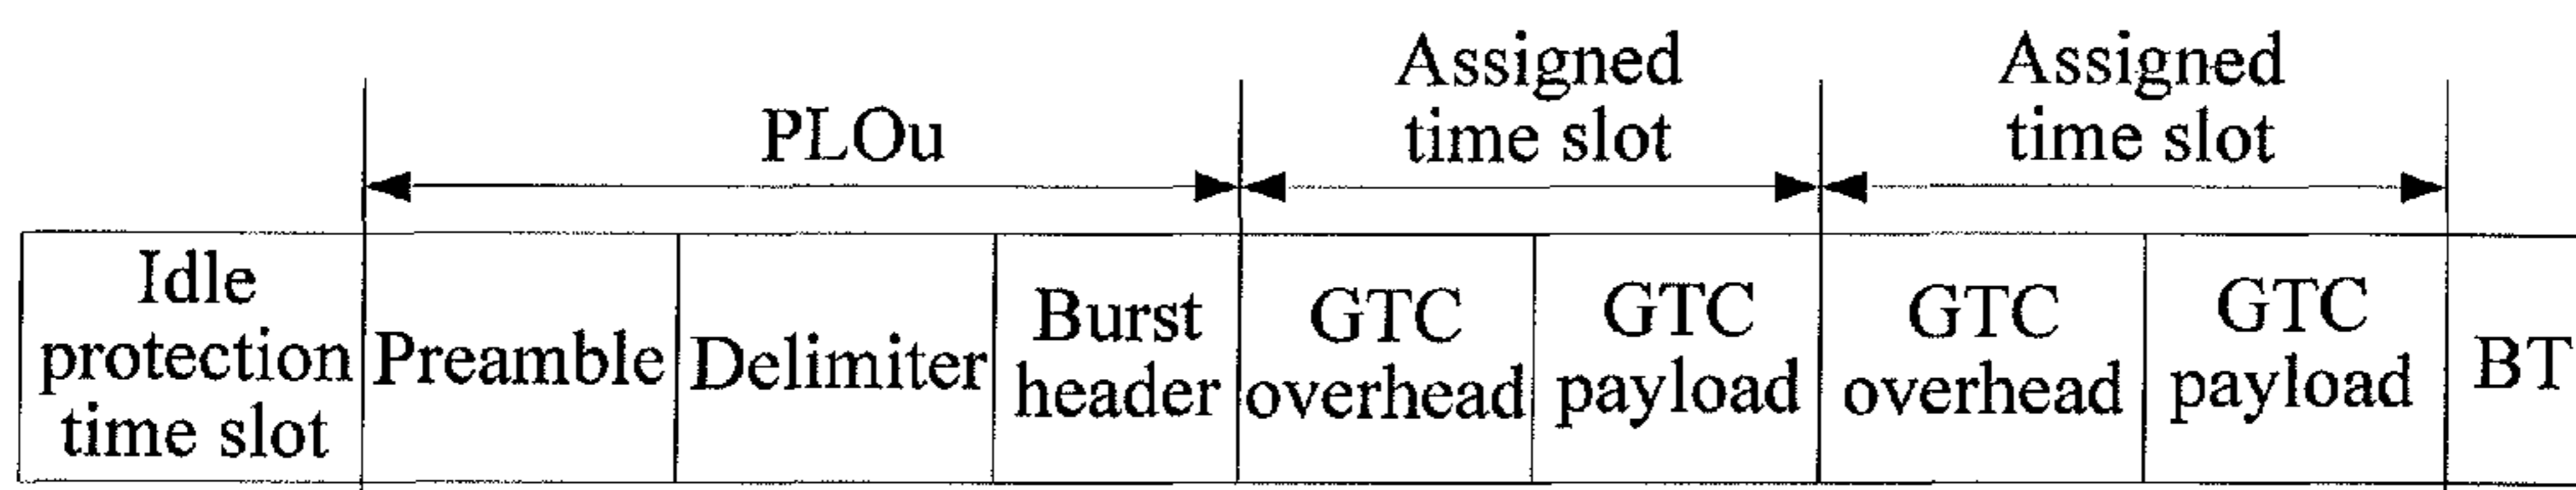 PLOu
Assigned
time slot
Assigned
time slot
Idle
protection
time slot
Preamble
Delimiter
Burst
header
GTC
overhead
GTC
payload
GTC
overhead
GTC
payload
BT